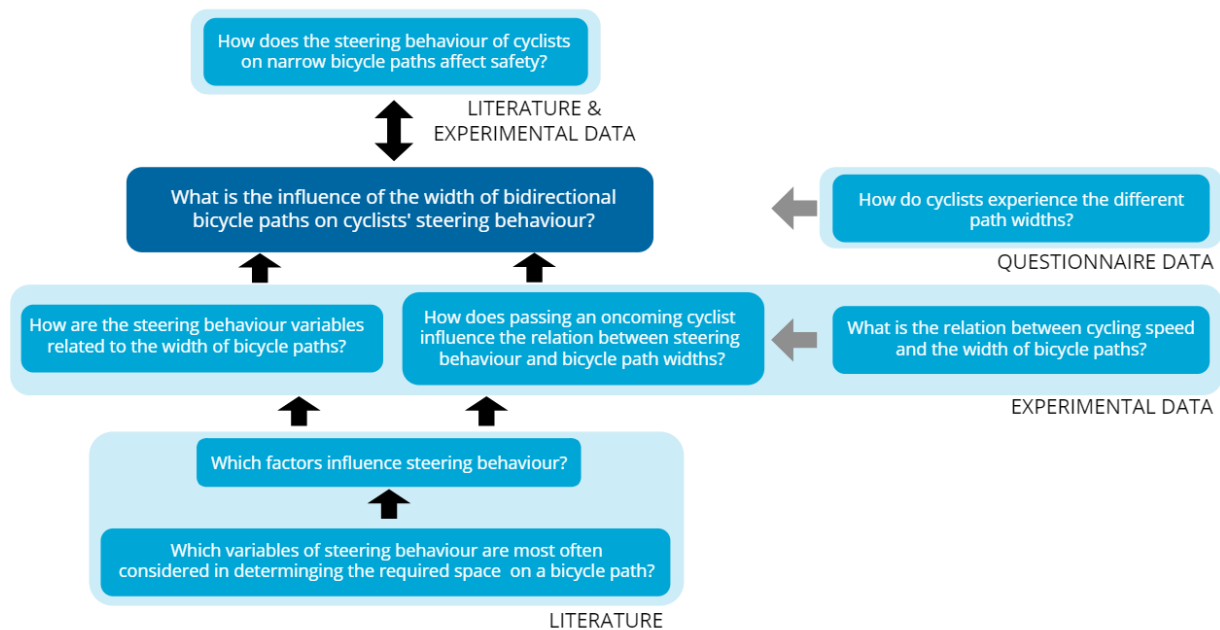 How does the steering behaviour of cyclists
on narrow bicycle paths affect safety?
LITERATURE &
EXPERIMENTAL DATA
What is the influence of the width of bidirectional
bicycle paths on cyclists' steering behaviour?
How do cyclists experience the different
path widths?
QUESTIONNAIRE DATA
How are the steering behaviour variables
related to the width of bicycle paths?
How does passing an oncoming cyclist
influence the relation between steering
behaviour and bicycle path widths?
What is the relation between cycling speed
and the width of bicycle paths?
EXPERIMENTAL DATA
Which factors influence steering behaviour?
Which variables of steering behaviour are most often
considered in determinging the required space on a bicycle path?
LITERATURE